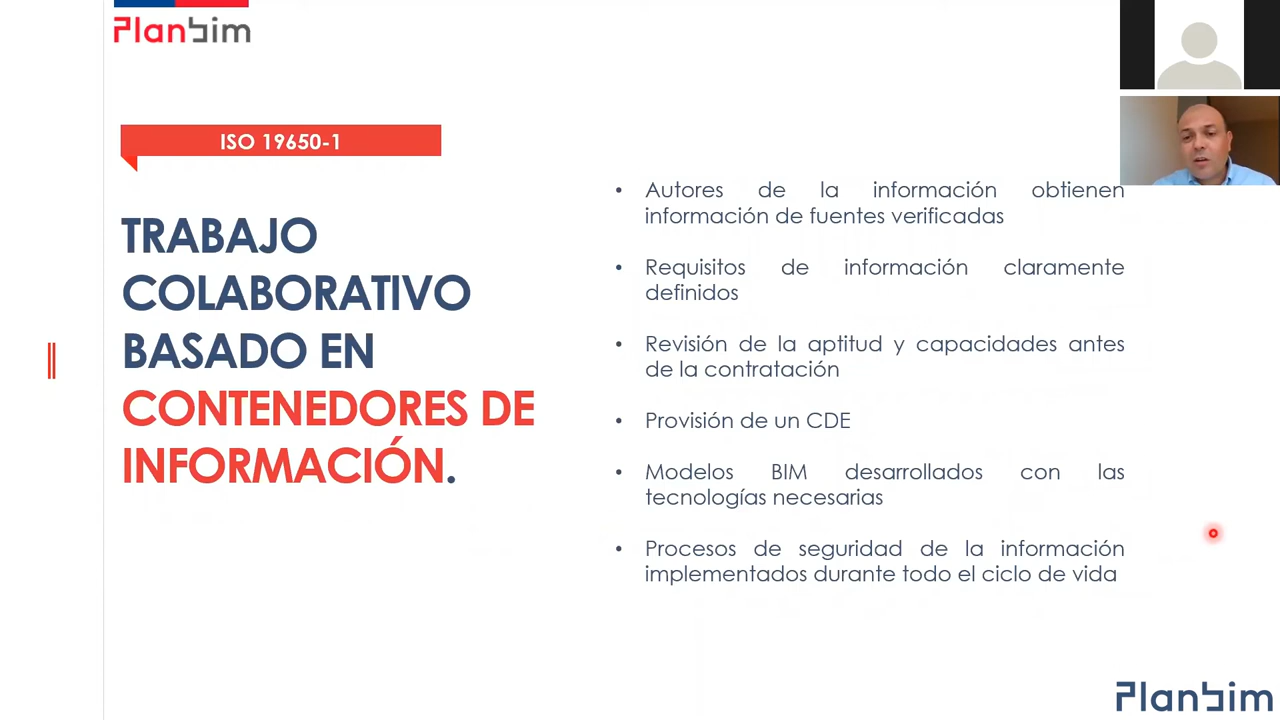 Planbim
ISO 19650-1
TRABAJO
COLABORATIVO
BASADO EN
CONTENEDORES DE
INFORMACIÓN.
• Autores de la información obtienen
información de fuentes verificadas
• Requisitos de información claramente
definidos
• Revisión de la aptitud y capacidades antes
de la contratación
• Provisión de un CDE
• Modelos BIM desarrollados con las
tecnologías necesarias
• Procesos de seguridad de la información
implementados durante todo el ciclo de vida
Planbim